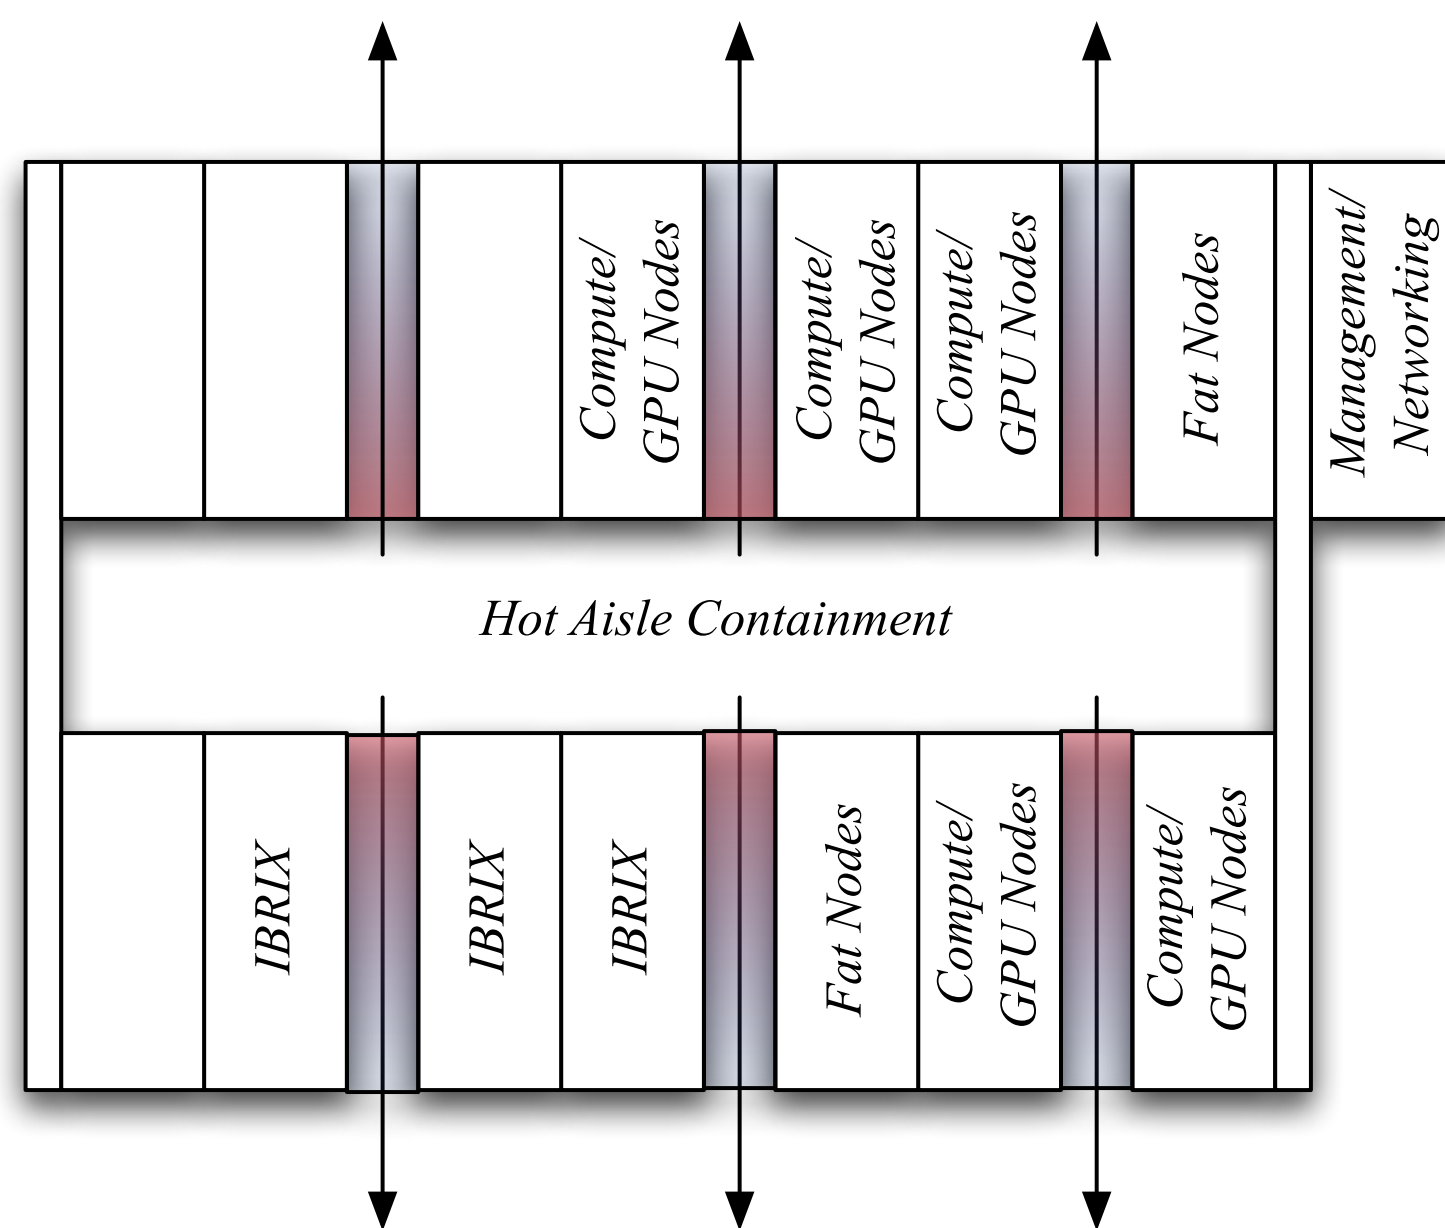 Compute/
GPU Nodes
Compute/
GPU Nodes
Compute/
GPU Nodes
Fat Nodes
Management/
Networking
Hot Aisle Containment
IBRIX
IBRIX
IBRIX
Fat Nodes
Compute/
GPU Nodes
Compute/
GPU Nodes